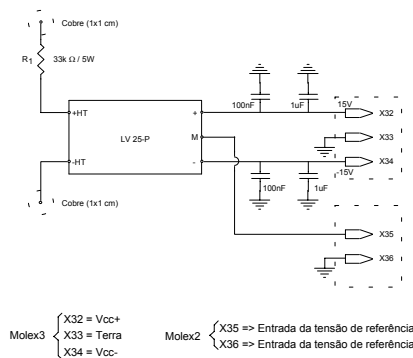 Cobre (1x1 cm)
R1 33k Ω / 5W
+HT
LV 25-P
+
M
-
-HT
Cobre (1x1 cm)
100nF
1uF
15V
X32
X33
X34
-15V
100nF
1uF
X35
X36
Molex3
X32 = Vcc+
X33 = Terra
X34 = Vcc-
Molex2
X35 => Entrada da tensão de referência
X36 => Entrada da tensão de referência